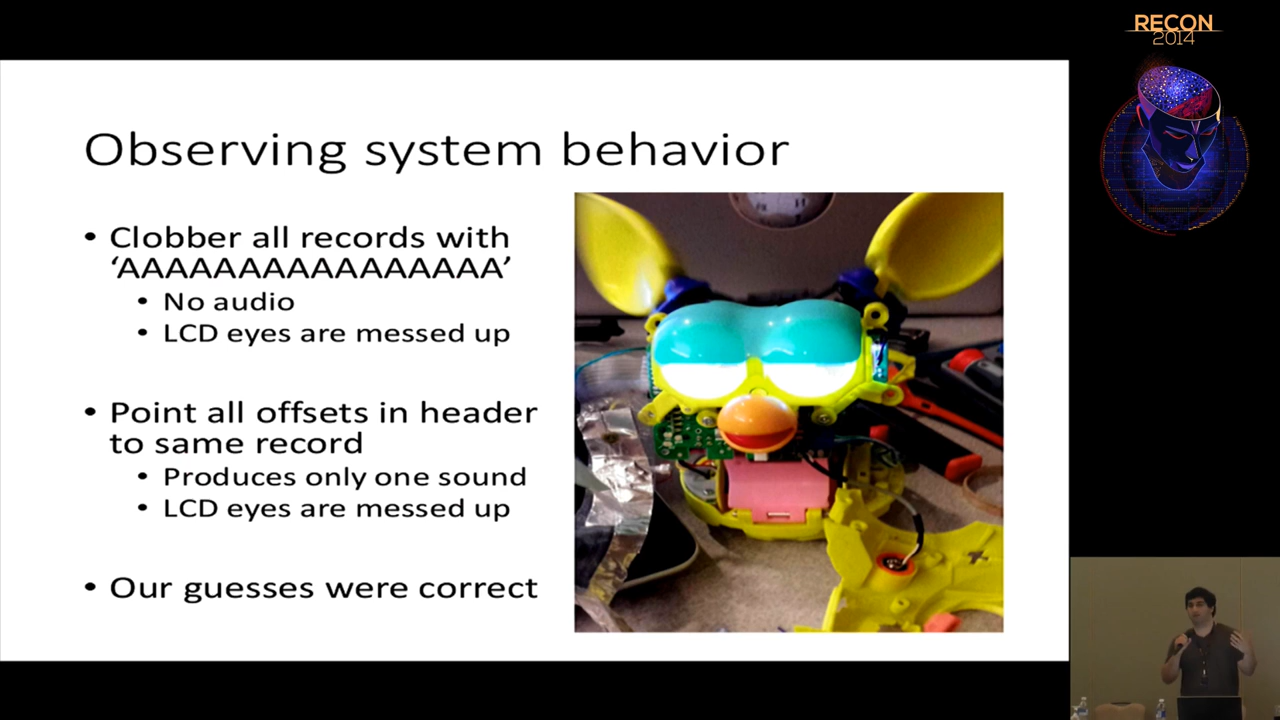 RECON
2014
Observing system behavior
• Clobber all records with
‘AAAAAAAAAAAAAAAAA’
• No audio
• LCD eyes are messed up
• Point all offsets in header
to same record
• Produces only one sound
• LCD eyes are messed up
• Our guesses were correct